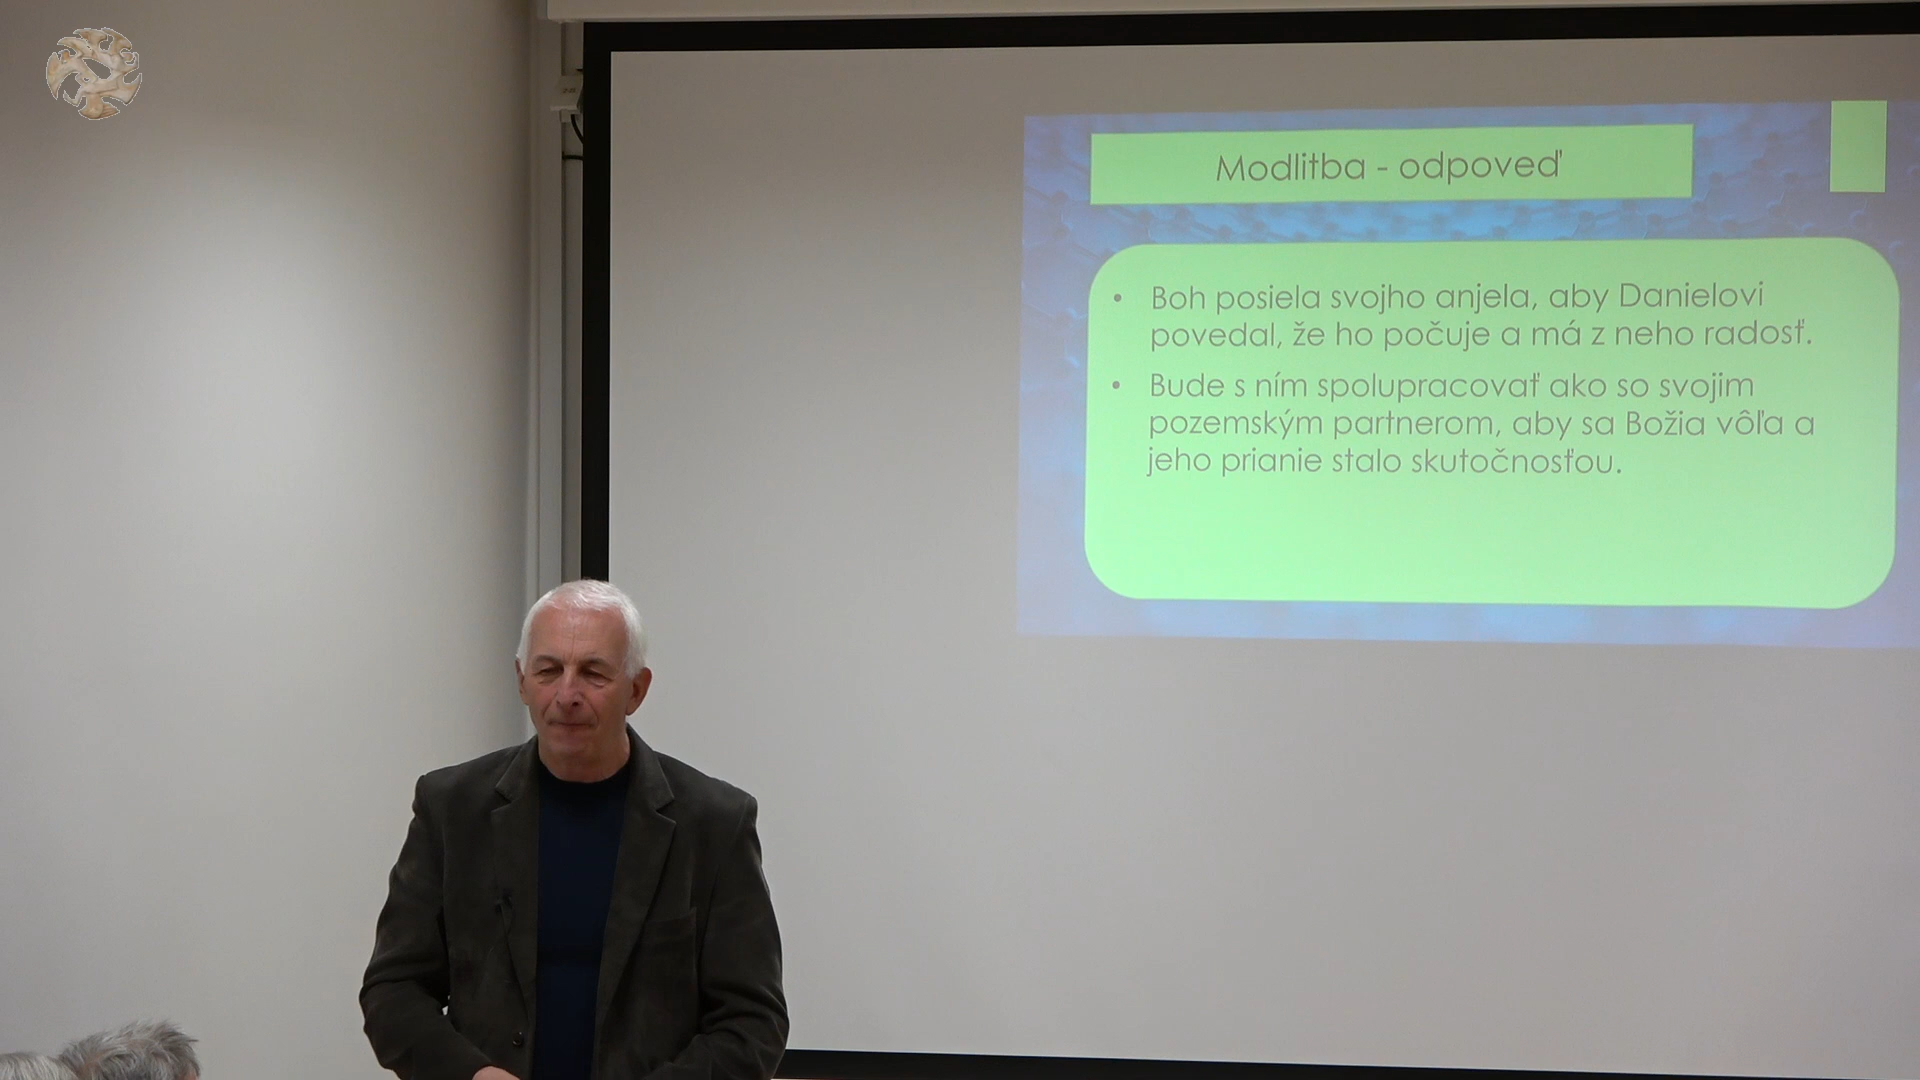 Modlitba - odpoveď
• Boh posiela svojho anjela, aby Danielovi
povedal, že ho počuje a má z neho radosť.
• Bude s ním spolupracovať ako so svojim
pozemským partnerom, aby sa Božia vôľa a
jeho prianie stalo skutočnosťou.